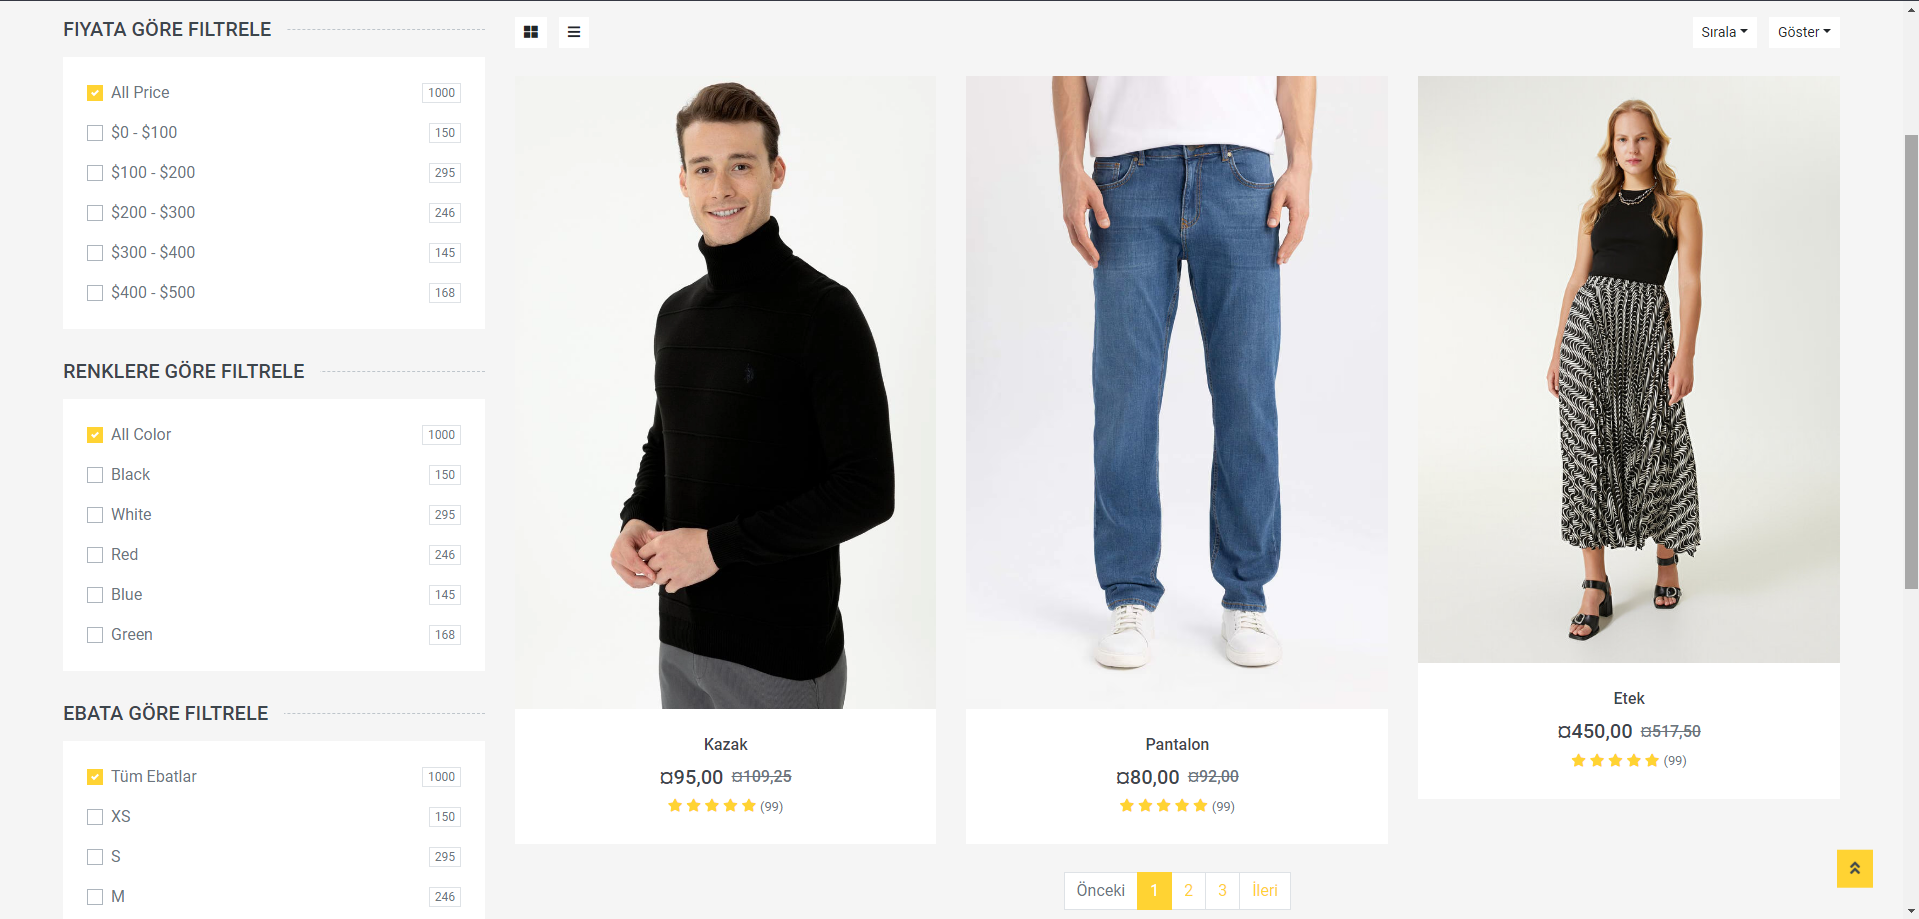 FIYATA GÖRE FILTRELE
All Price 1000
$0 - $100 150
$100 - $200 295
$200 - $300 246
$300 - $400 145
$400 - $500 168
RENKLERE GÖRE FILTRELE
All Color 1000
Black 150
White 295
Red 246
Blue 145
Green 168
EBATA GÖRE FILTRELE
Tüm Ebatlar 1000
XS 150
S 295
M 246
Sırala Göster
Kazak
¤95,00 ¤109,25
(99)
Pantalon
¤80,00 ¤92,00
(99)
Etek
¤450,00 ¤517,50
(99)
Önceki 1 2 3 İleri